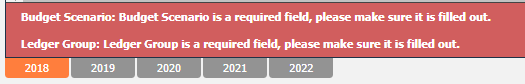 Budget Scenario: Budget Scenario is a required field, please make sure it is filled out.
Ledger Group: Ledger Group is a required field, please make sure it is filled out.
2018 2019 2020 2021 2022